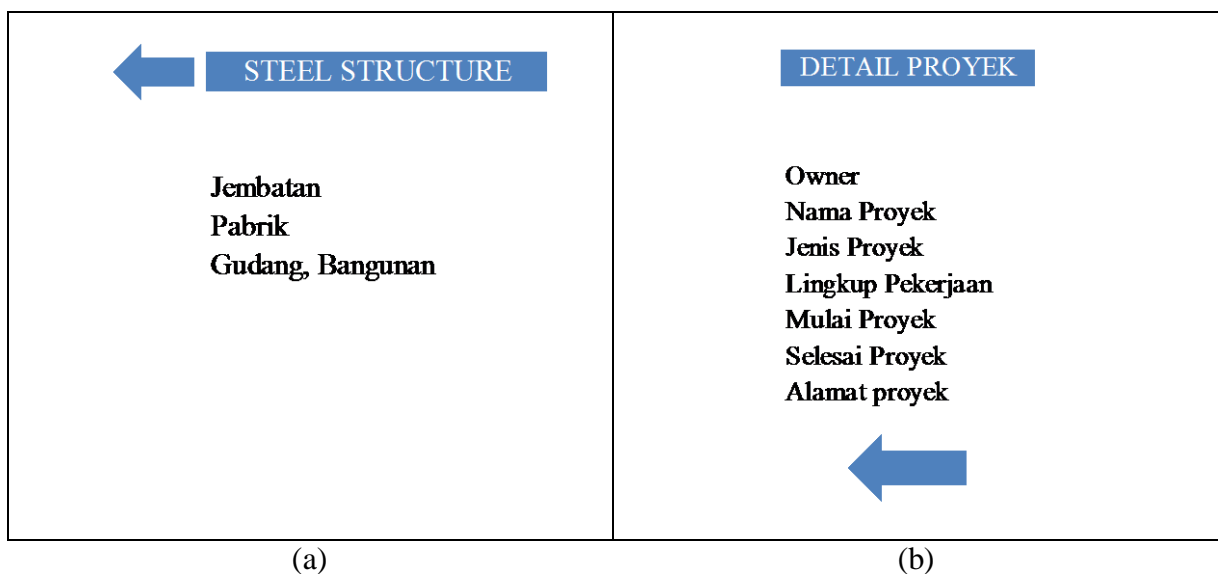 STEEL STRUCTURE
Jembatan
Pabrik
Gudang, Bangunan
(a)
DETAIL PROYEK
Owner
Nama Proyek
Jenis Proyek
Lingkup Pekerjaan
Mulai Proyek
Selesai Proyek
Alamat proyek
(b)